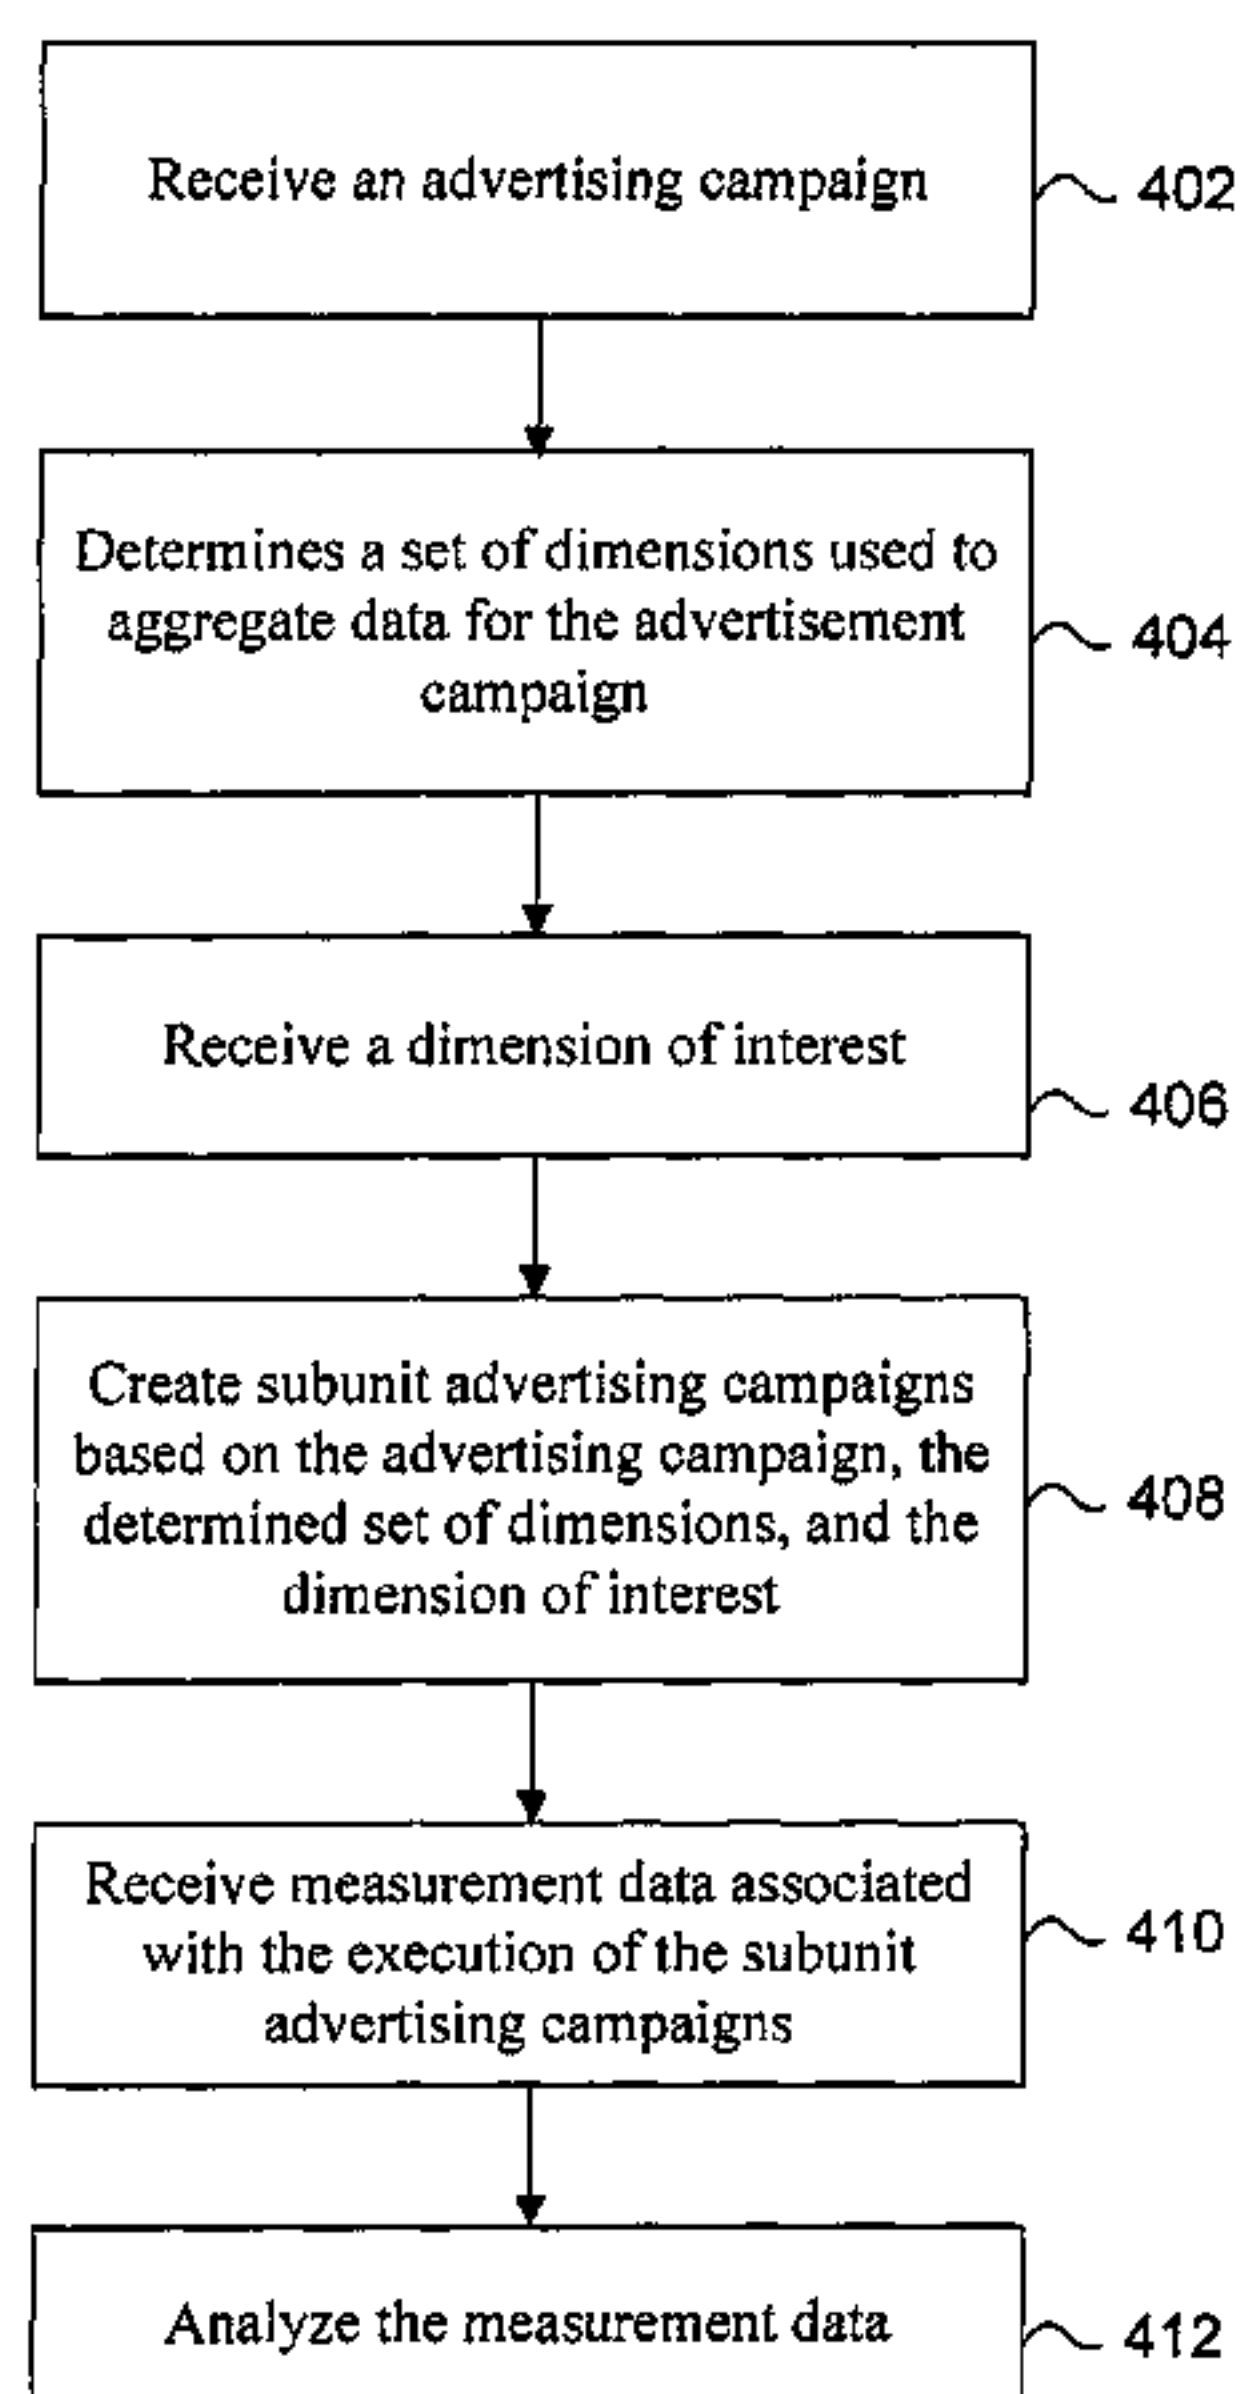 Receive an advertising campaign
402
Determines a set of dimensions used to
aggregate data for the advertisement
campaign
404
Receive a dimension of interest
406
Create subunit advertising campaigns
based on the advertising campaign, the
determined set of dimensions, and the
dimension of interest
408
Receive measurement data associated
with the execution of the subunit
advertising campaigns
410
Analyze the measurement data
412